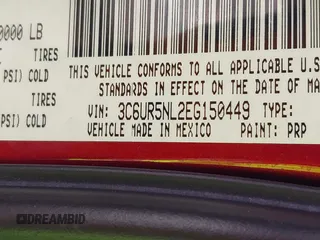 0000 LB
TIRES
PSI) COLD
TIRES
PSI) COLD
THIS VEHICLE CONFORMS TO ALL APPLICABLE U.S
STANDARDS IN EFFECT ON THE DATE OF MA
VIN: 3C6UR5NL2EG150449 TYPE:
VEHICLE MADE IN MEXICO PAINT: PRP
DREAMBID